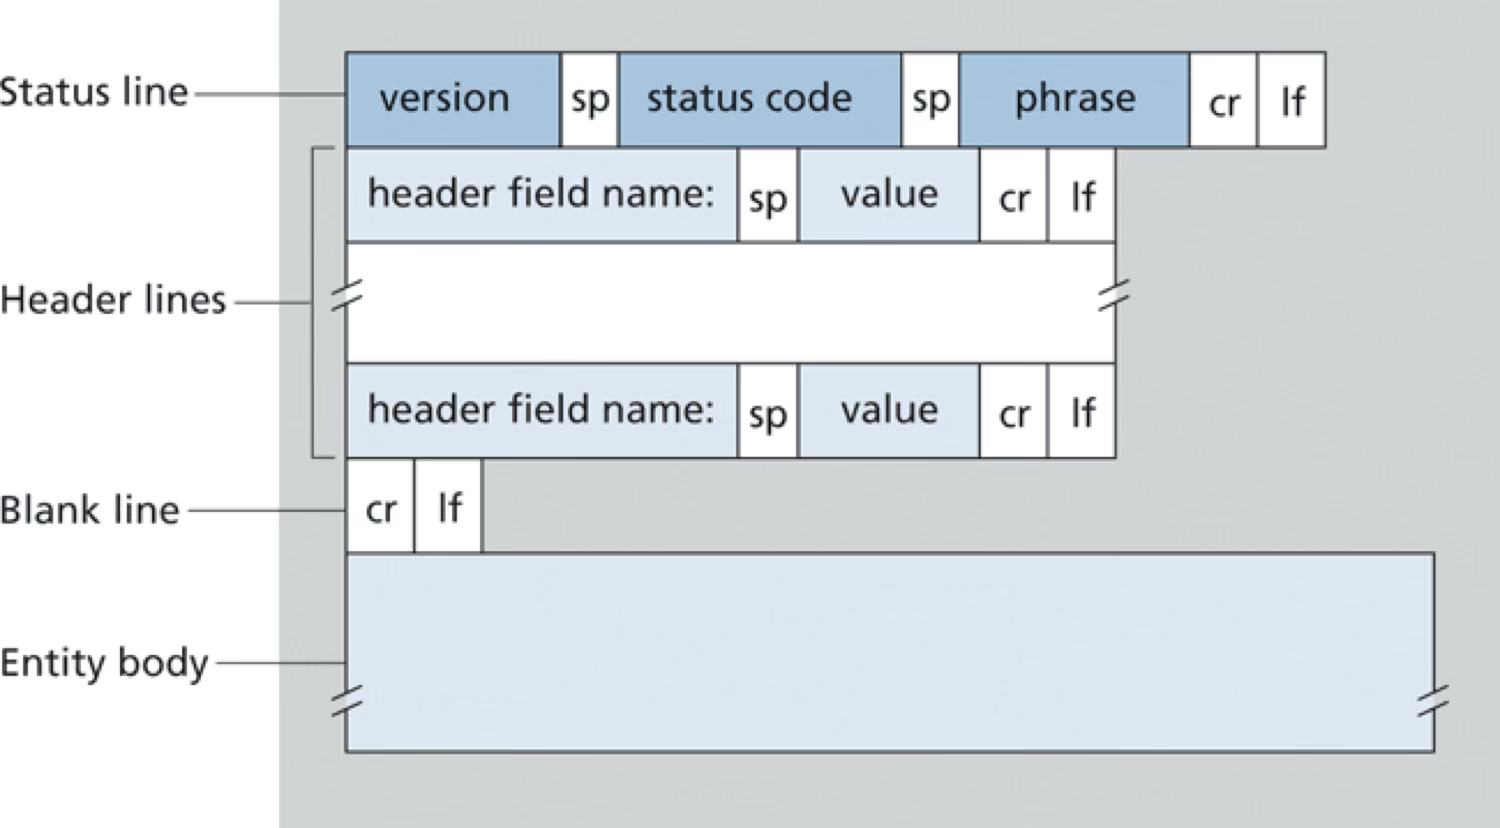 Status line version sp status code sp phrase cr lf
header field name: sp value cr lf
Header lines
header field name: sp value cr lf
Blank line cr lf
Entity body